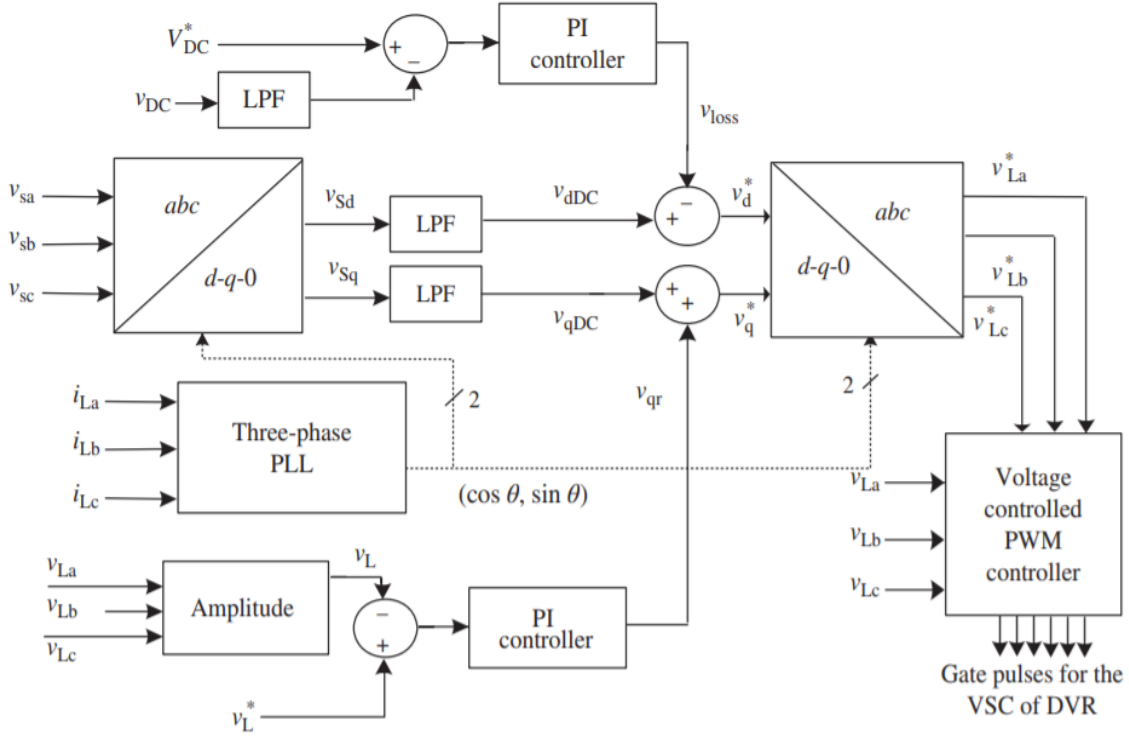 V*DC
+
−
PI
controller
vDC
LPF
vloss
vsa
vsb
vsc
abc
d-q-0
vSd
LPF
vdDC
+
−
v*d
vSq
LPF
vqDC
+
+
v*q
abc
d-q-0
v*La
v*Lb
v*Lc
iLa
iLb
iLc
Three-phase
PLL
2
(cos θ, sin θ)
vqr
2
vLa
vLb
vLc
Voltage
controlled
PWM
controller
Gate pulses for the
VSC of DVR
vLa
vLb
vLc
Amplitude
vL
−
+
PI
controller
v*L